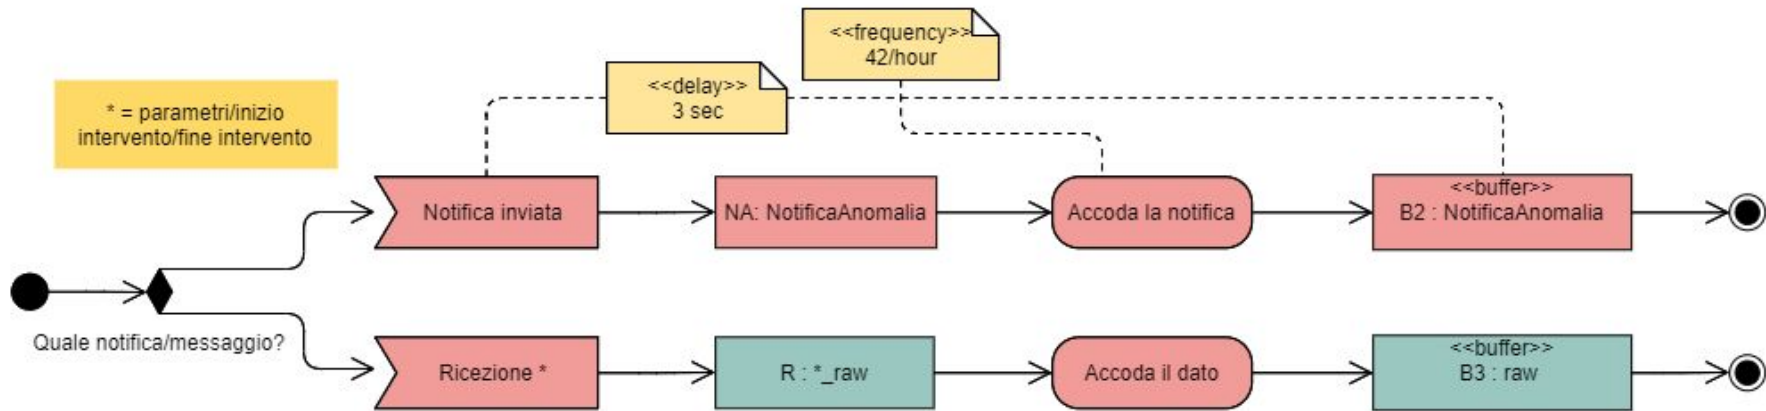 <<frequency>>
42/hour
<<delay>>
3 sec
* = parametri/inizio
intervento/fine intervento
Notifica inviata
NA: NotificaAnomalia
Accoda la notifica
<<buffer>>
B2 : NotificaAnomalia
Quale notifica/messaggio?
Ricezione *
R : *_raw
Accoda il dato
<<buffer>>
B3 : raw